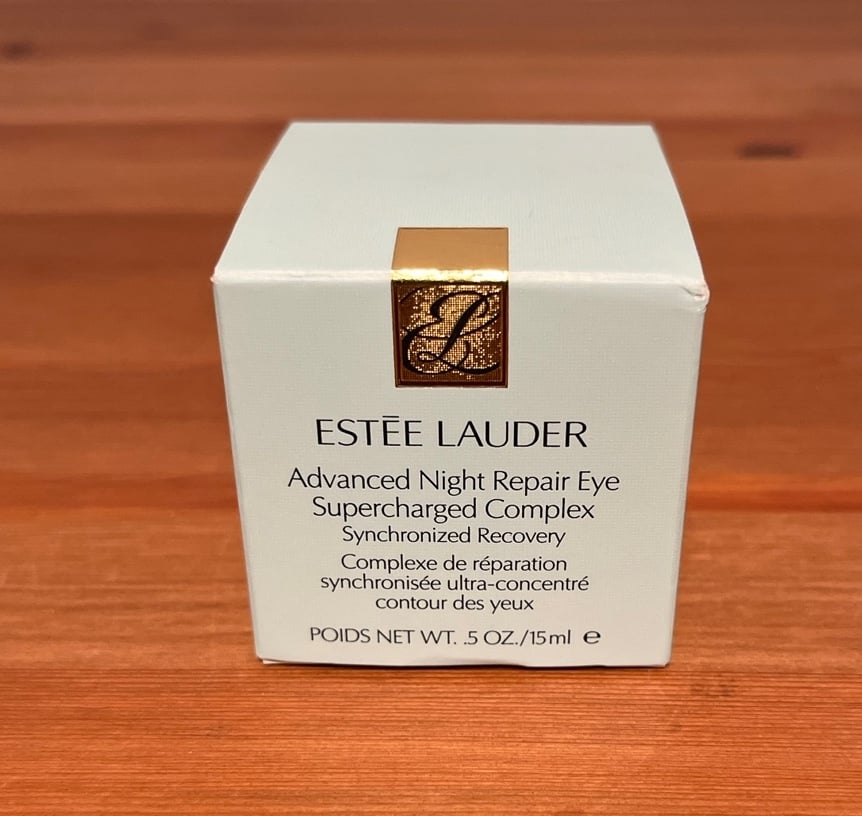 EL
ESTĒE LAUDER
Advanced Night Repair Eye
Supercharged Complex
Synchronized Recovery
Complexe de réparation
synchronisée ultra-concentré
contour des yeux
POIDS NET WT. .5 OZ./15ml ℮